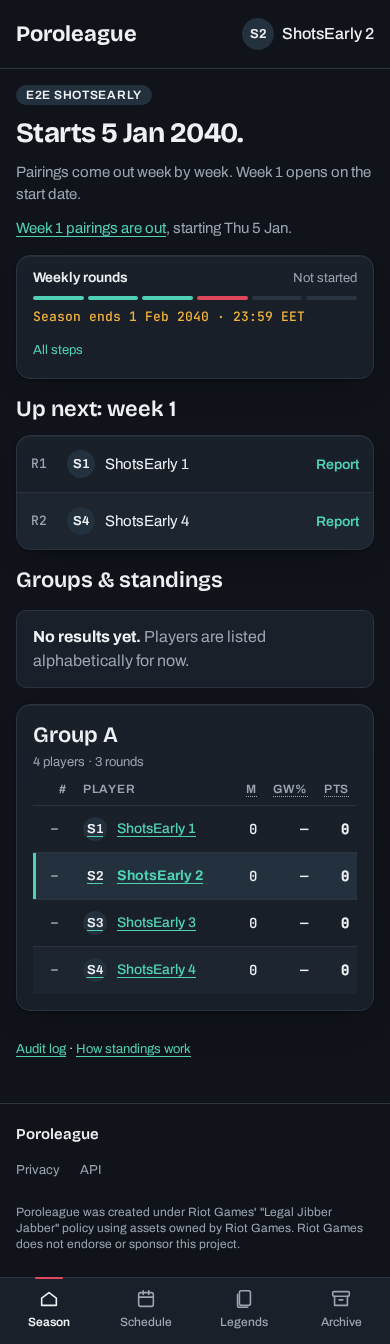 Poroleague
S2 ShotsEarly 2
E2E SHOTSEARLY
Starts 5 Jan 2040.
Pairings come out week by week. Week 1 opens on the
start date.
Week 1 pairings are out, starting Thu 5 Jan.
Weekly rounds Not started
Season ends 1 Feb 2040 · 23:59 EET
All steps
Up next: week 1
R1 S1 ShotsEarly 1 Report
R2 S4 ShotsEarly 4 Report
Groups & standings
No results yet. Players are listed
alphabetically for now.
Group A
4 players · 3 rounds
# PLAYER M GW% PTS
– S1 ShotsEarly 1 0 – 0
– S2 ShotsEarly 2 0 – 0
– S3 ShotsEarly 3 0 – 0
– S4 ShotsEarly 4 0 – 0
Audit log · How standings work
Poroleague
Privacy API
Poroleague was created under Riot Games' "Legal Jibber
Jabber" policy using assets owned by Riot Games. Riot Games
does not endorse or sponsor this project.
Season Schedule Legends Archive